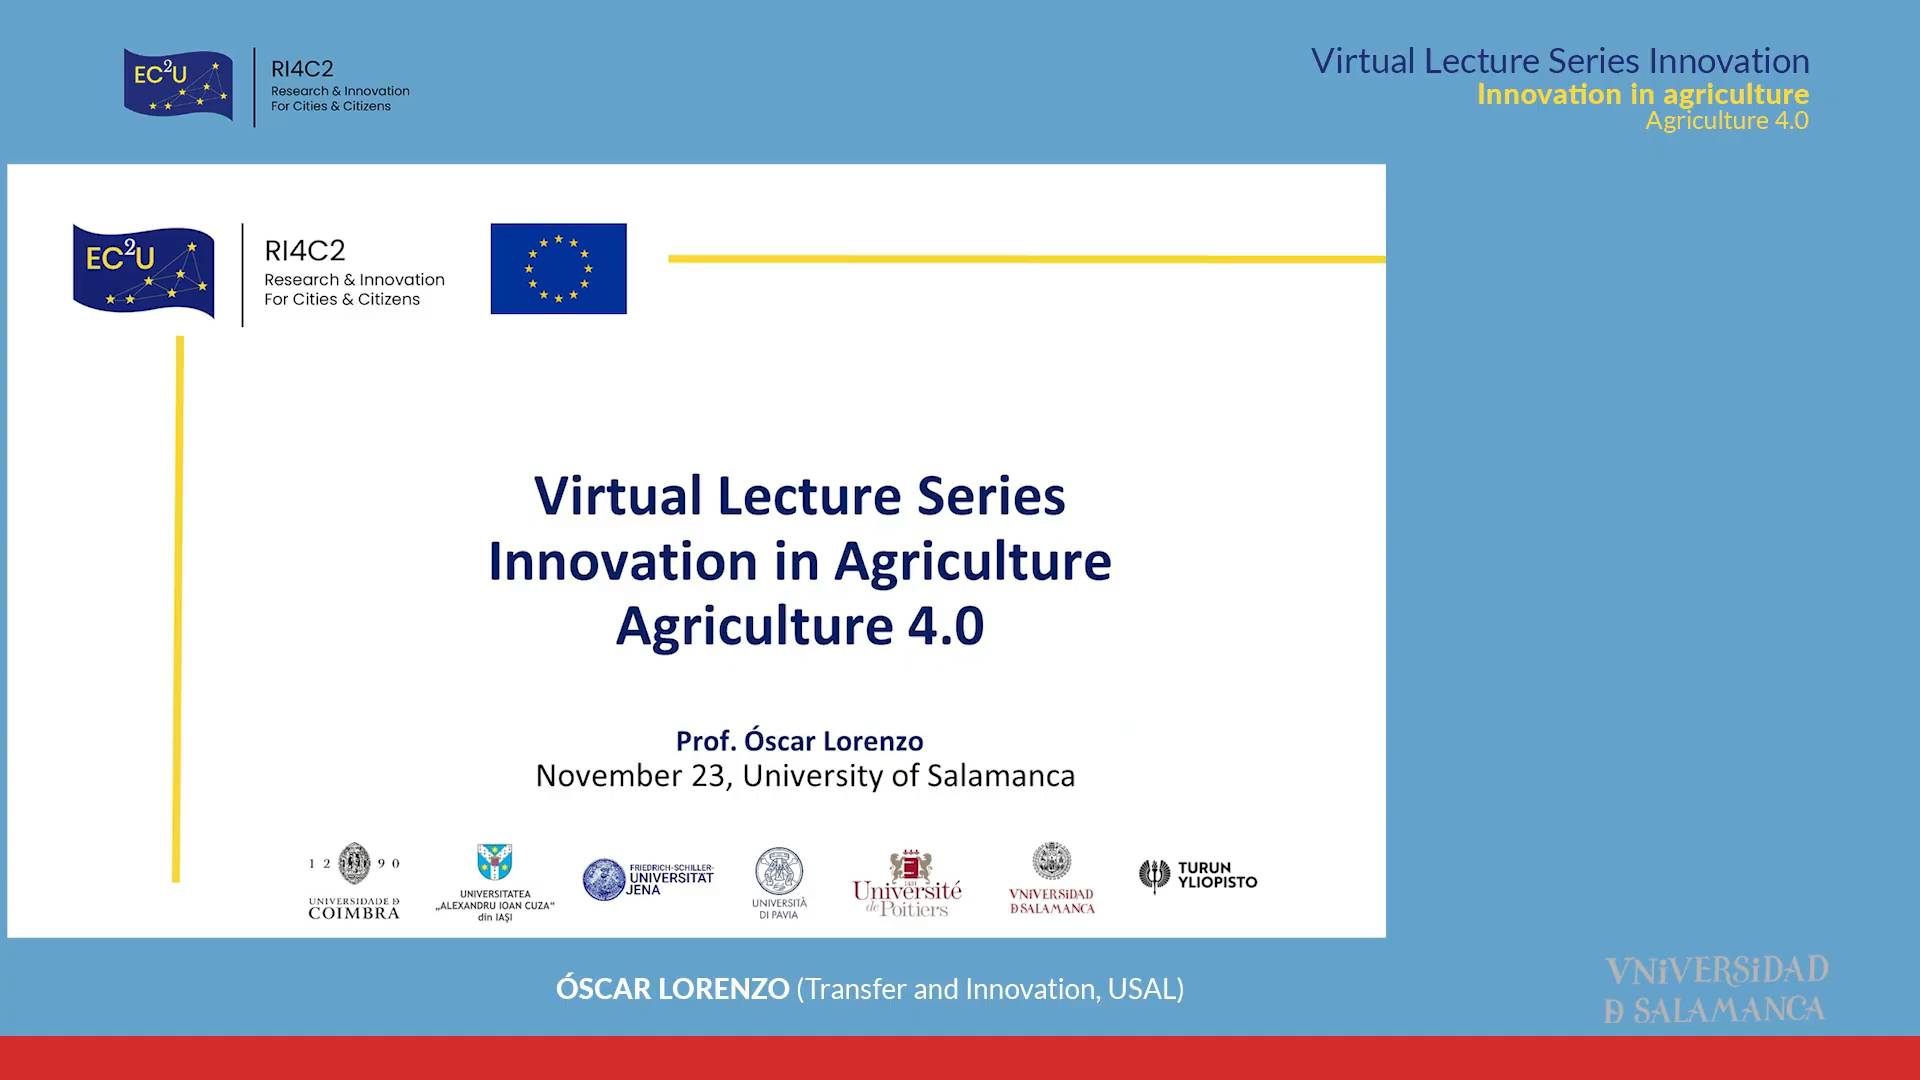 EC2U
RI4C2
Research & Innovation
For Cities & Citizens
Virtual Lecture Series Innovation
Innovation in agriculture
Agriculture 4.0
EC2U
RI4C2
Research & Innovation
For Cities & Citizens
Virtual Lecture Series
Innovation in Agriculture
Agriculture 4.0
Prof. Óscar Lorenzo
November 23, University of Salamanca
1 2 9 0
UNIVERSIDADE Ð
COIMBRA
UNIVERSITATEA
„ALEXANDRU IOAN CUZA“
din IAŞI
FRIEDRICH-SCHILLER-
UNIVERSITÄT
JENA
UNIVERSITÀ
DI PAVIA
1431
Université
de Poitiers
VNiVERSiDAD
Ð SALAMANCA
TURUN
YLIOPISTO
ÓSCAR LORENZO (Transfer and Innovation, USAL)
VNiVERSiDAD
Ð SALAMANCA